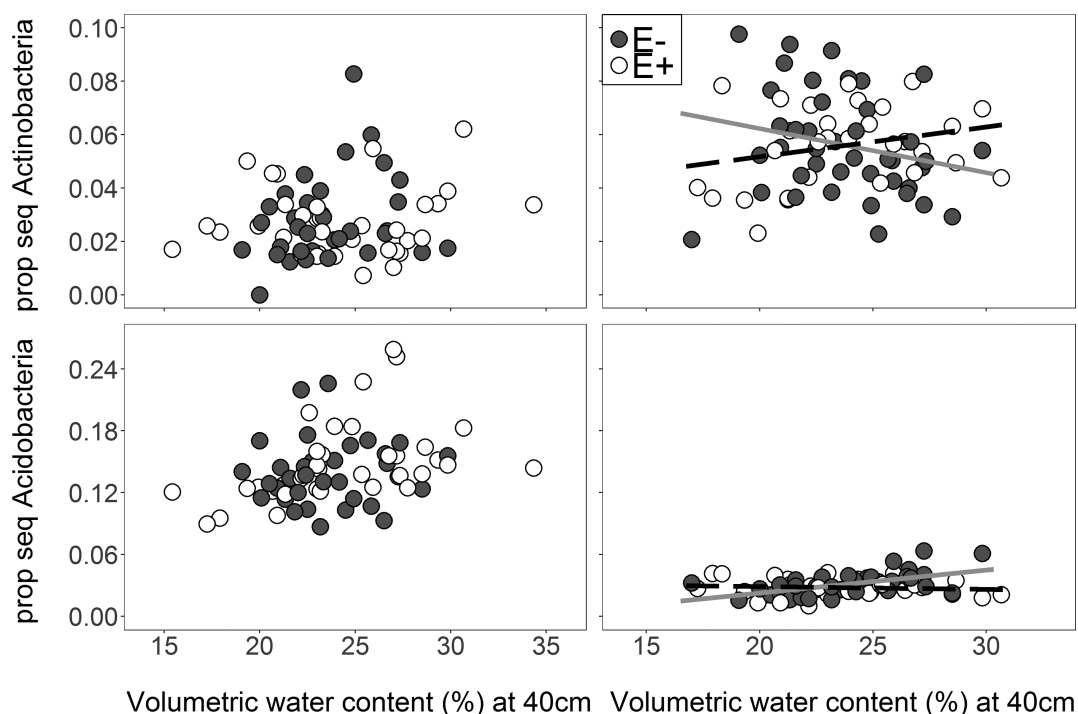 0.10
0.08
0.06
0.04
0.02
0.00
prop seq Actinobacteria
E-
E+
0.24
0.18
0.12
0.06
0.00
prop seq Acidobacteria
15 20 25 30 35
15 20 25 30
Volumetric water content (%) at 40cm
Volumetric water content (%) at 40cm